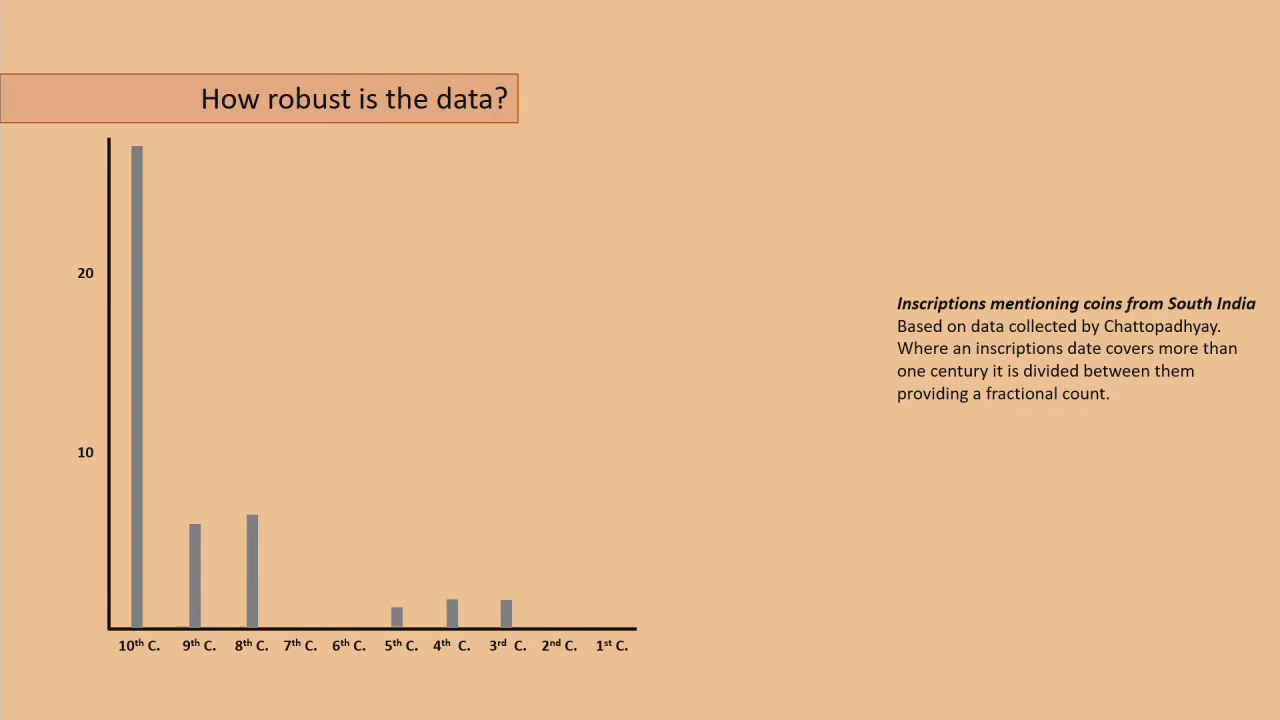 How robust is the data?
20
10
10th C. 9th C. 8th C. 7th C. 6th C. 5th C. 4th C. 3rd C. 2nd C. 1st C.
Inscriptions mentioning coins from South India
Based on data collected by Chattopadhyay.
Where an inscriptions date covers more than
one century it is divided between them
providing a fractional count.